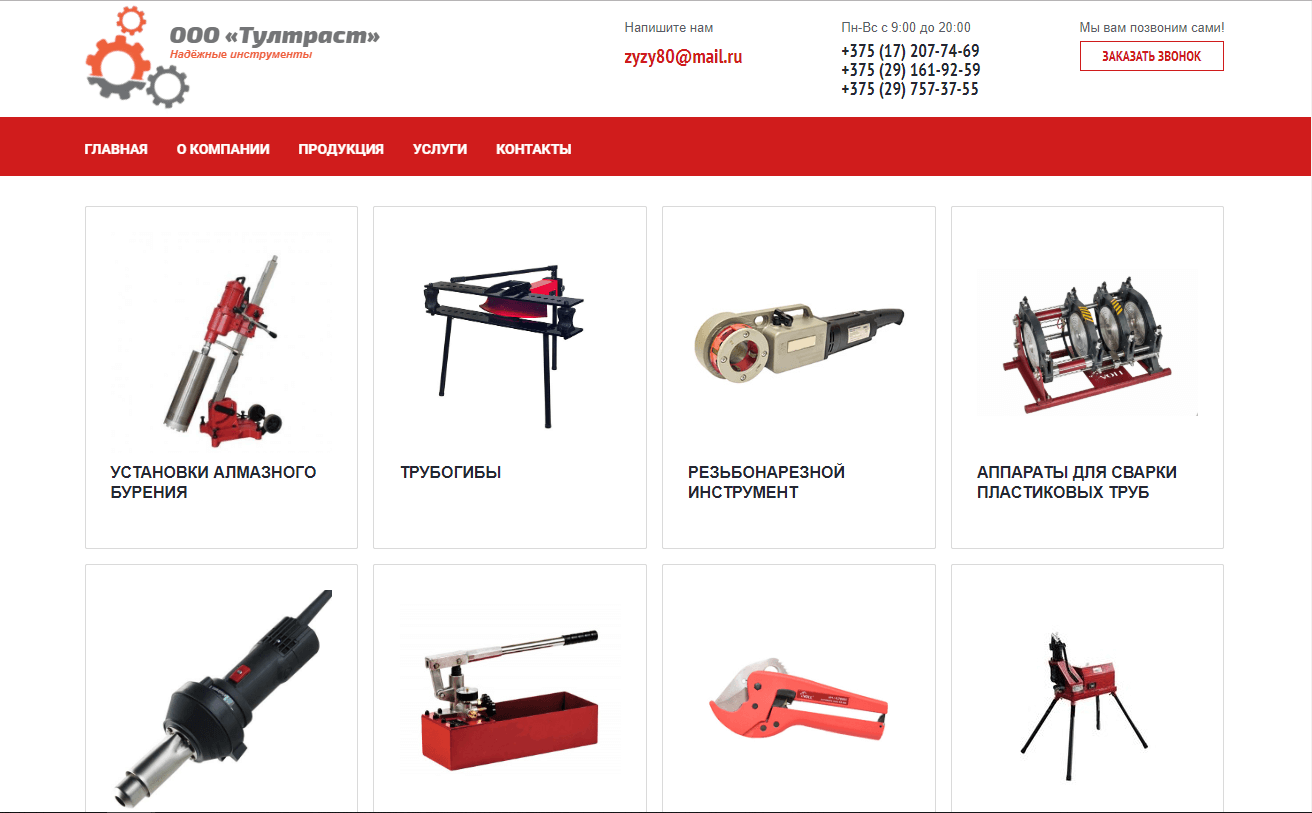 ООО «Тултраст»
Надёжные инструменты
Напишите нам
zyzy80@mail.ru
Пн-Вс с 9:00 до 20:00
+375 (17) 207-74-69
+375 (29) 161-92-59
+375 (29) 757-37-55
Мы вам позвоним сами!
ЗАКАЗАТЬ ЗВОНОК
ГЛАВНАЯ О КОМПАНИИ ПРОДУКЦИЯ УСЛУГИ КОНТАКТЫ
УСТАНОВКИ АЛМАЗНОГО
БУРЕНИЯ
ТРУБОГИБЫ
РЕЗЬБОНАРЕЗНОЙ
ИНСТРУМЕНТ
VOLL
АППАРАТЫ ДЛЯ СВАРКИ
ПЛАСТИКОВЫХ ТРУБ